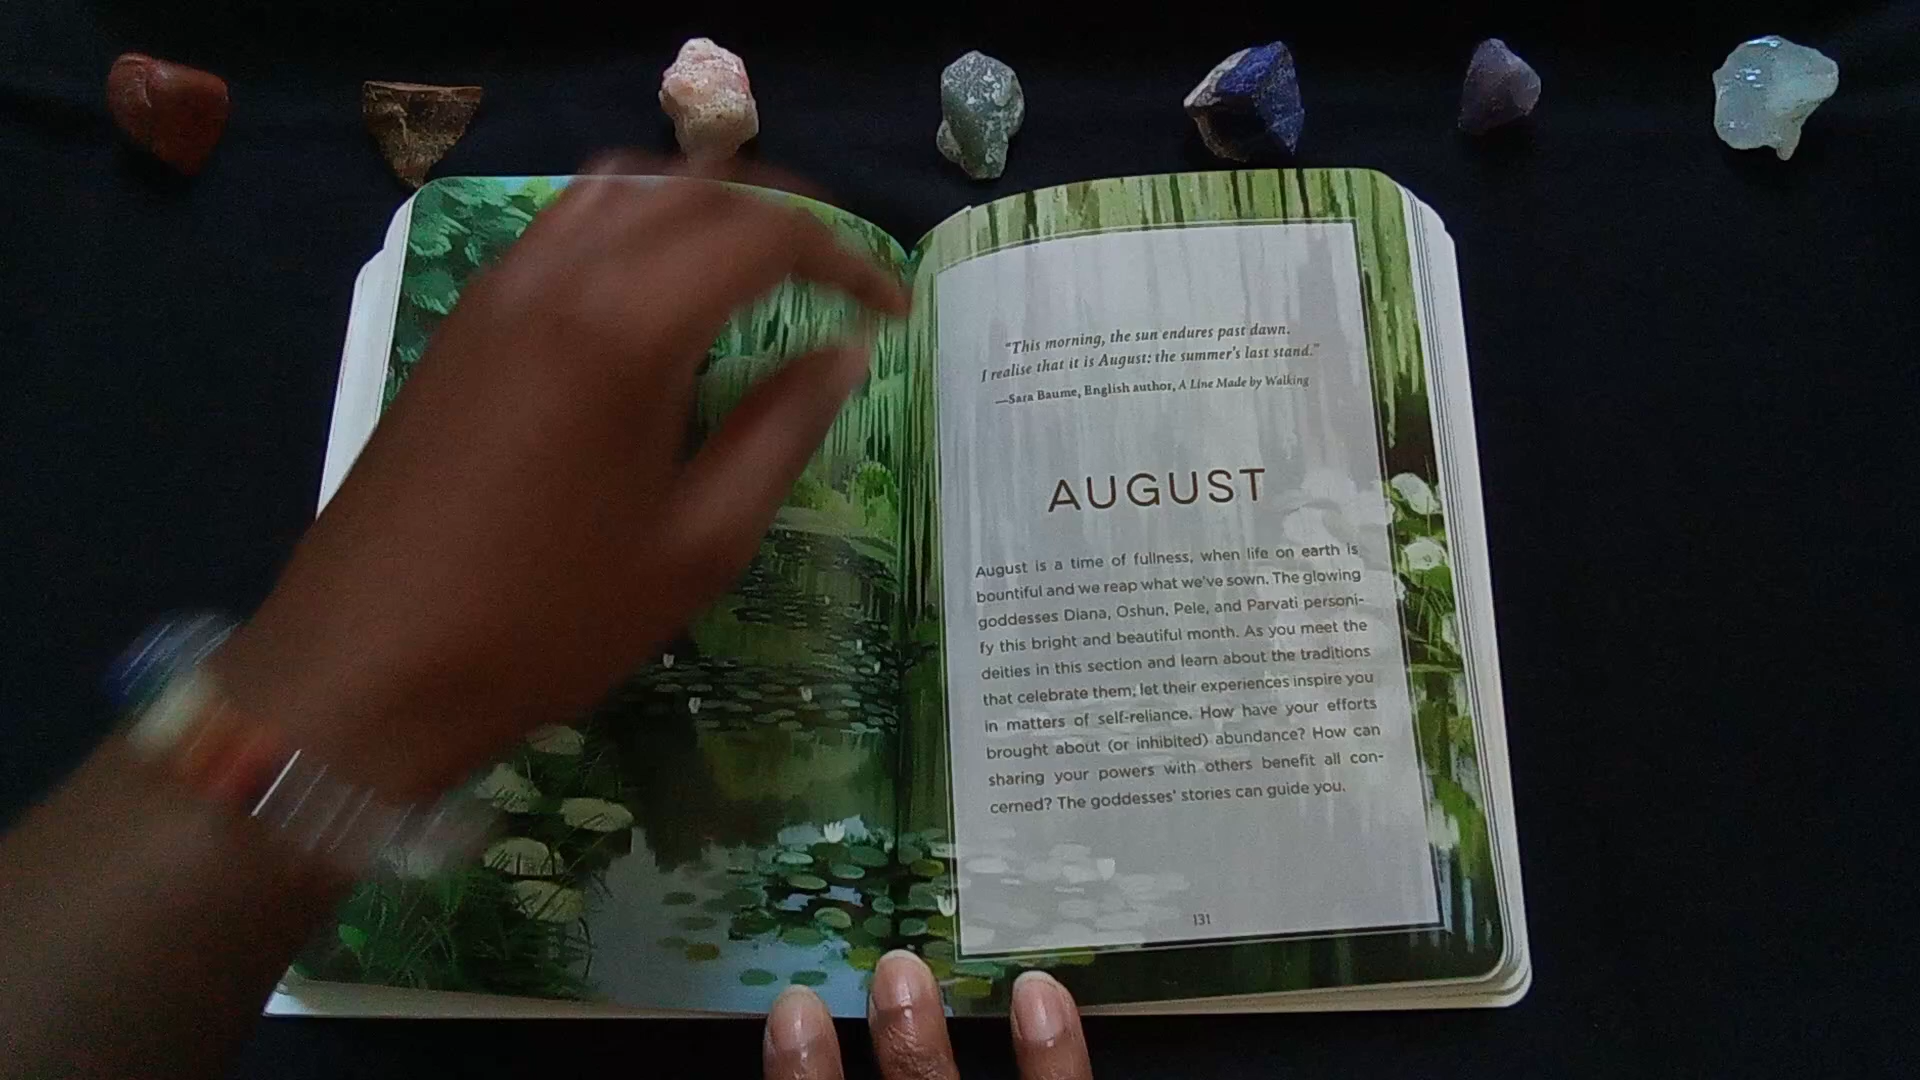 “This morning, the sun endures past dawn.
I realise that it is August: the summer’s last stand.”
—Sara Baume, English author, A Line Made by Walking
AUGUST
August is a time of fullness, when life on earth is
bountiful and we reap what we’ve sown. The glowing
goddesses Diana, Oshun, Pele, and Parvati personi-
fy this bright and beautiful month. As you meet the
deities in this section and learn about the traditions
that celebrate them, let their experiences inspire you
in matters of self-reliance. How have your efforts
brought about (or inhibited) abundance? How can
sharing your powers with others benefit all con-
cerned? The goddesses’ stories can guide you.
131